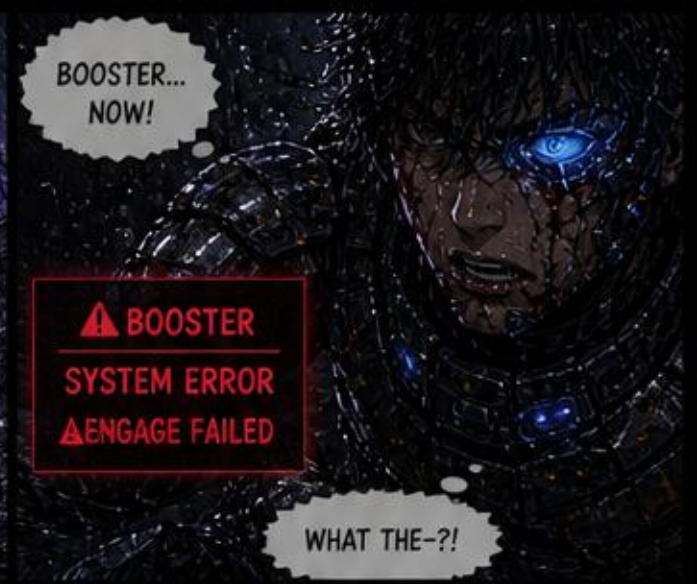 BOOSTER...
NOW!
⚠ BOOSTER
SYSTEM ERROR
⚠ENGAGE FAILED
WHAT THE-?!